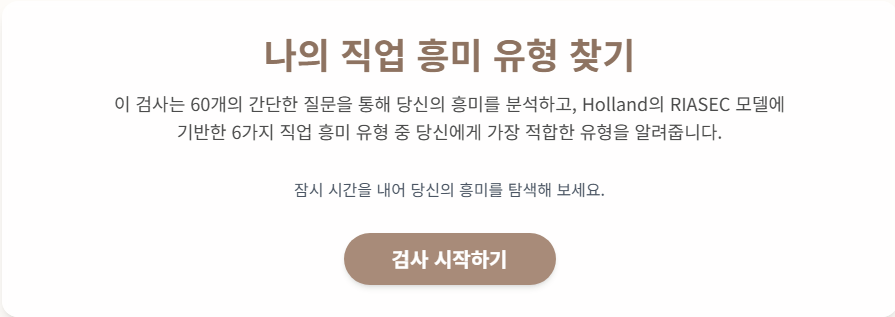 나의 직업 흥미 유형 찾기
이 검사는 60개의 간단한 질문을 통해 당신의 흥미를 분석하고, Holland의 RIASEC 모델에
기반한 6가지 직업 흥미 유형 중 당신에게 가장 적합한 유형을 알려줍니다.
잠시 시간을 내어 당신의 흥미를 탐색해 보세요.
검사 시작하기